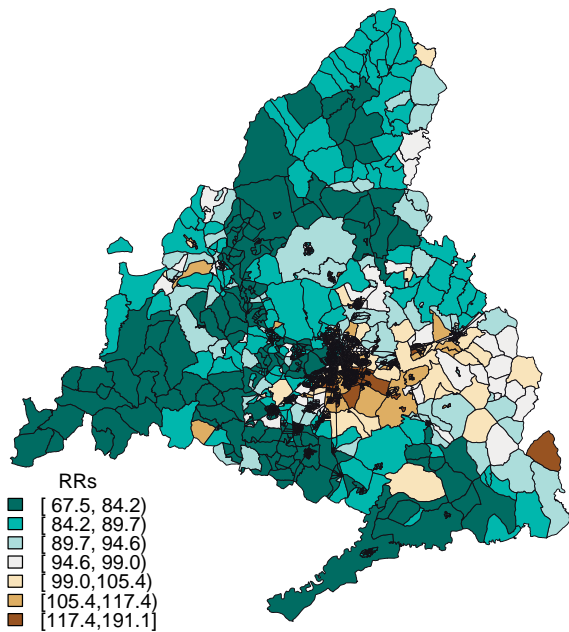 RRs
[ 67.5, 84.2)
[ 84.2, 89.7)
[ 89.7, 94.6)
[ 94.6, 99.0)
[ 99.0,105.4)
[105.4,117.4)
[117.4,191.1]